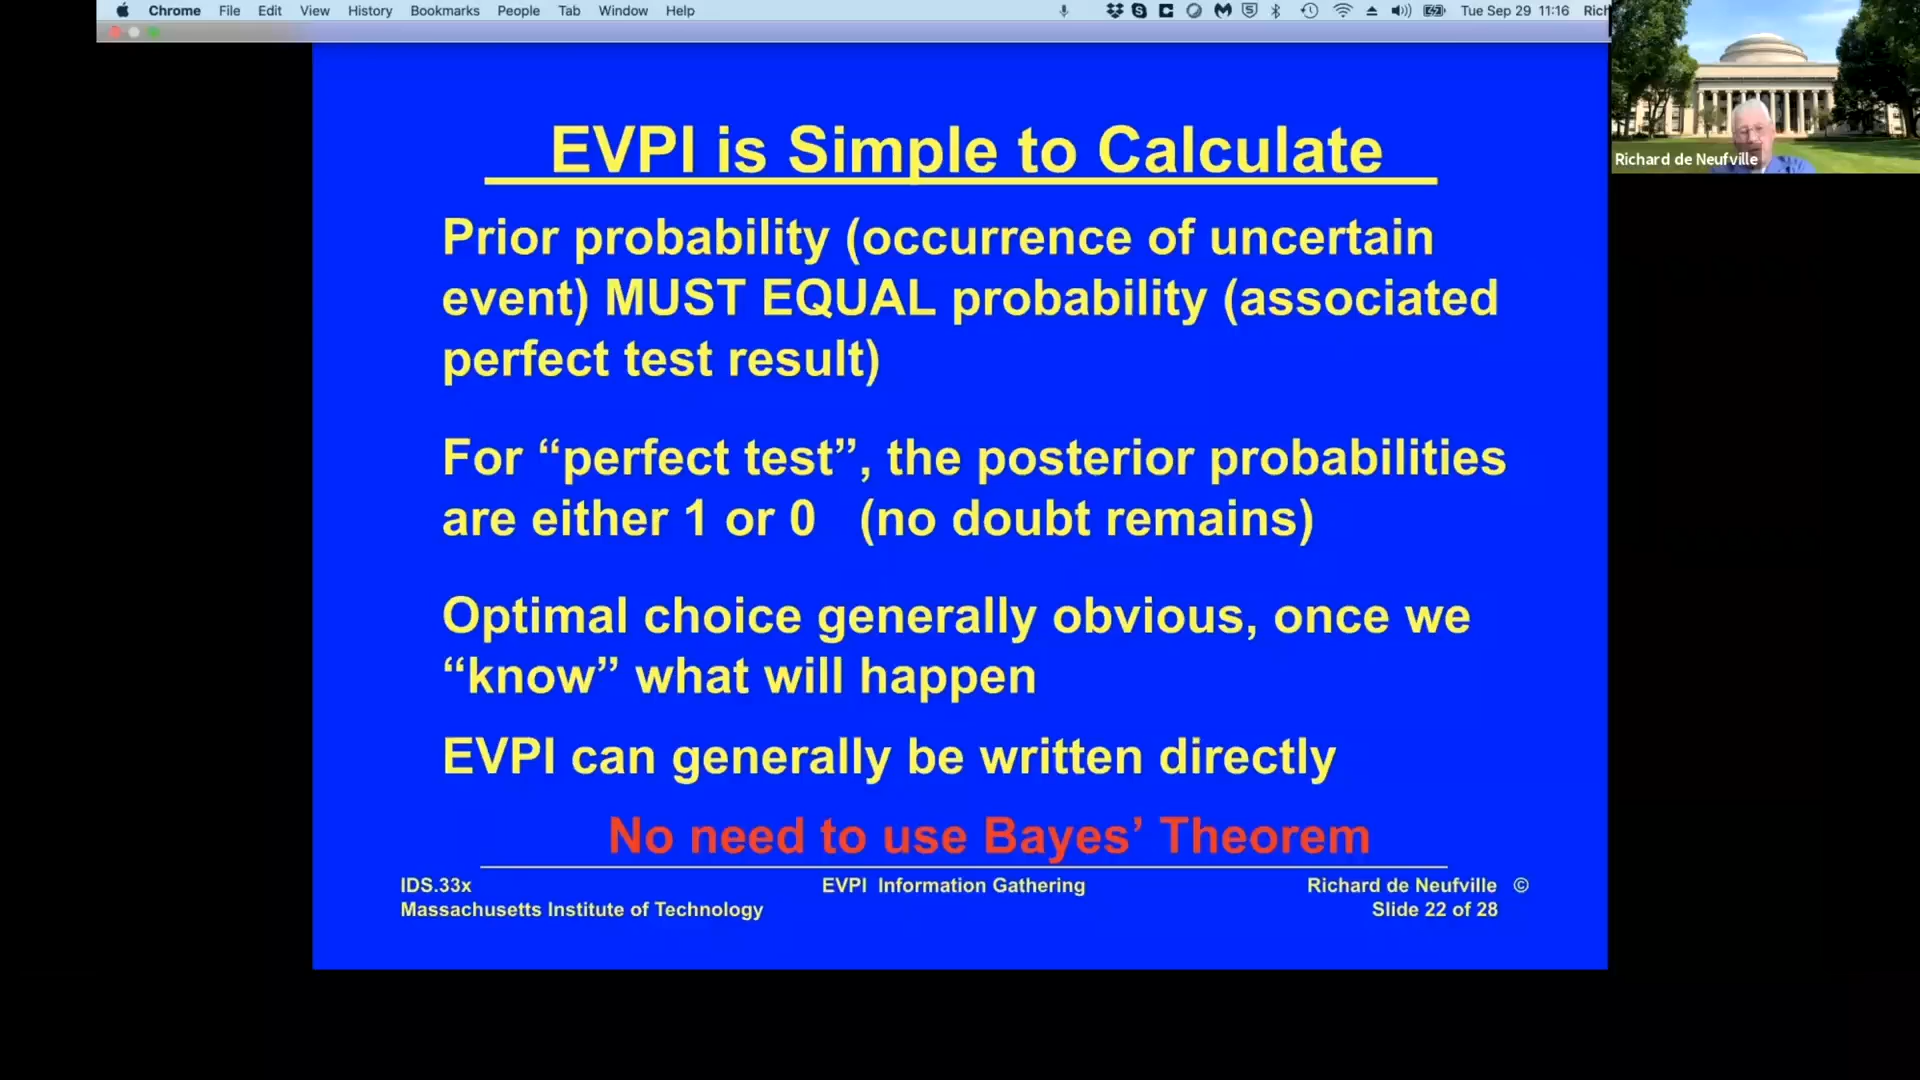 Chrome File Edit View History Bookmarks People Tab Window Help Tue Sep 29 11:16 Rich
Richard de Neufville
EVPI is Simple to Calculate
Prior probability (occurrence of uncertain
event) MUST EQUAL probability (associated
perfect test result)
For “perfect test”, the posterior probabilities
are either 1 or 0 (no doubt remains)
Optimal choice generally obvious, once we
“know” what will happen
EVPI can generally be written directly
No need to use Bayes’ Theorem
IDS.33x EVPI Information Gathering Richard de Neufville ©
Massachusetts Institute of Technology Slide 22 of 28